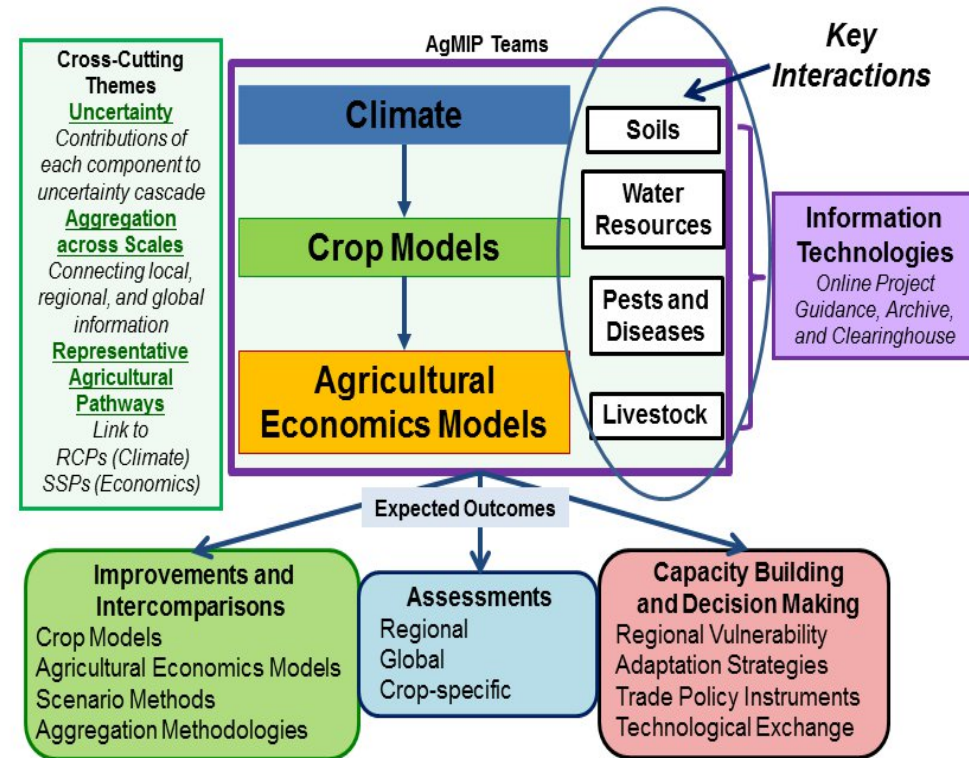 AgMIP Teams
Key
Interactions
Cross-Cutting
Themes
Uncertainty
Contributions of
each component to
uncertainty cascade
Aggregation
across Scales
Connecting local,
regional, and global
information
Representative
Agricultural
Pathways
Link to
RCPs (Climate)
SSPs (Economics)
Climate
Crop Models
Agricultural
Economics Models
Soils
Water
Resources
Pests and
Diseases
Livestock
Information
Technologies
Online Project
Guidance, Archive,
and Clearinghouse
Expected Outcomes
Improvements and
Intercomparisons
Crop Models
Agricultural Economics Models
Scenario Methods
Aggregation Methodologies
Assessments
Regional
Global
Crop-specific
Capacity Building
and Decision Making
Regional Vulnerability
Adaptation Strategies
Trade Policy Instruments
Technological Exchange